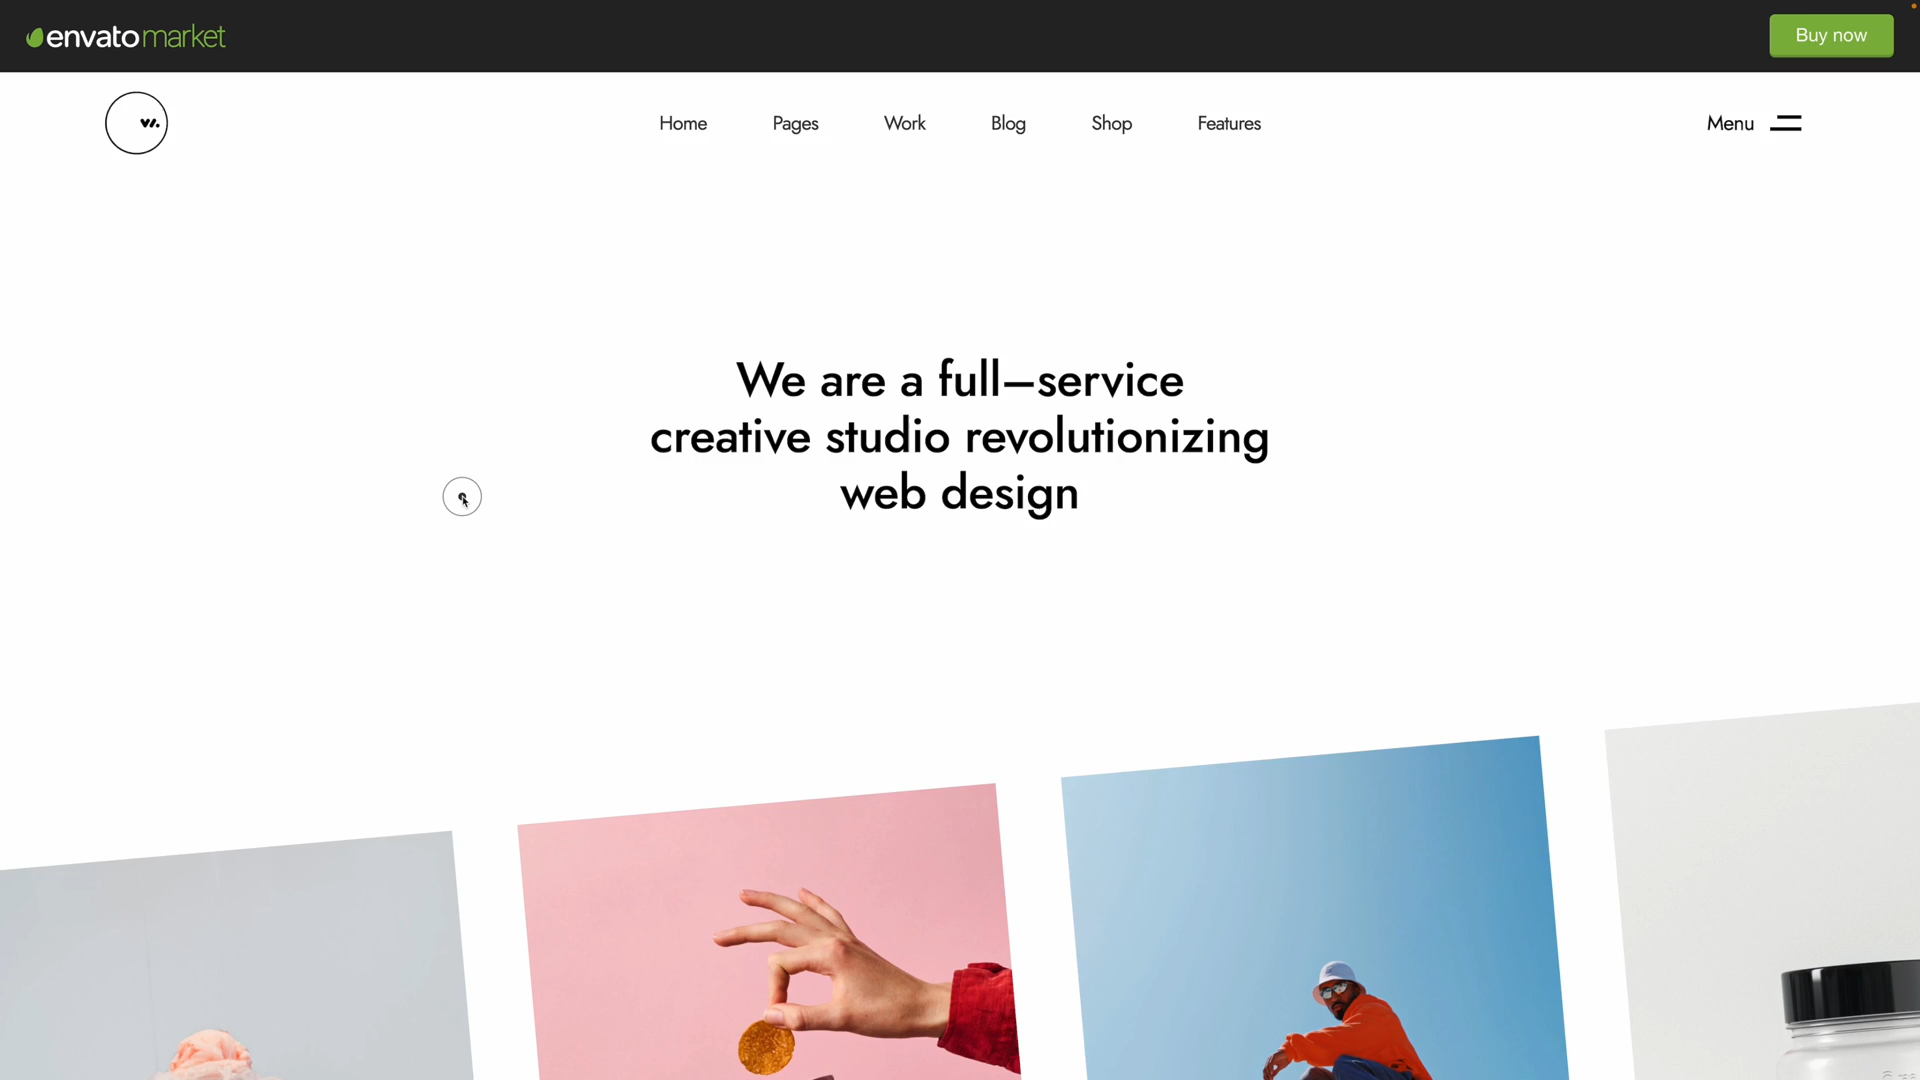 envatomarket
Buy now
w.
Home
Pages
Work
Blog
Shop
Features
Menu
We are a full—service
creative studio revolutionizing
web design